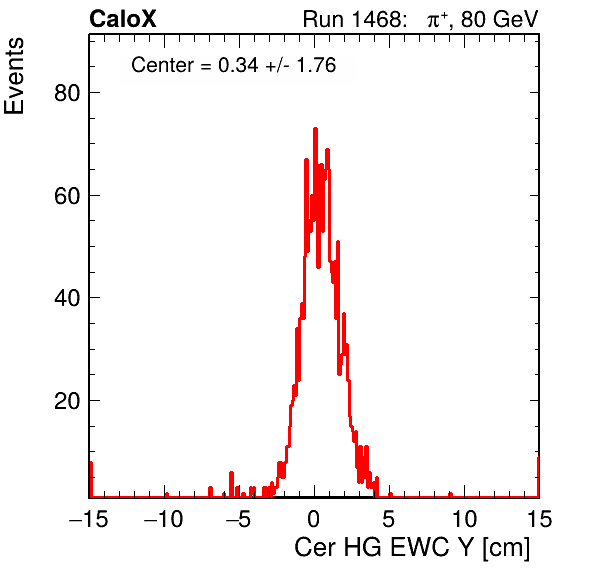 CaloX
Run 1468: π⁺, 80 GeV
Events
Center = 0.34 +/- 1.76
80
60
40
20
−15 −10 −5 0 5 10 15
Cer HG EWC Y [cm]